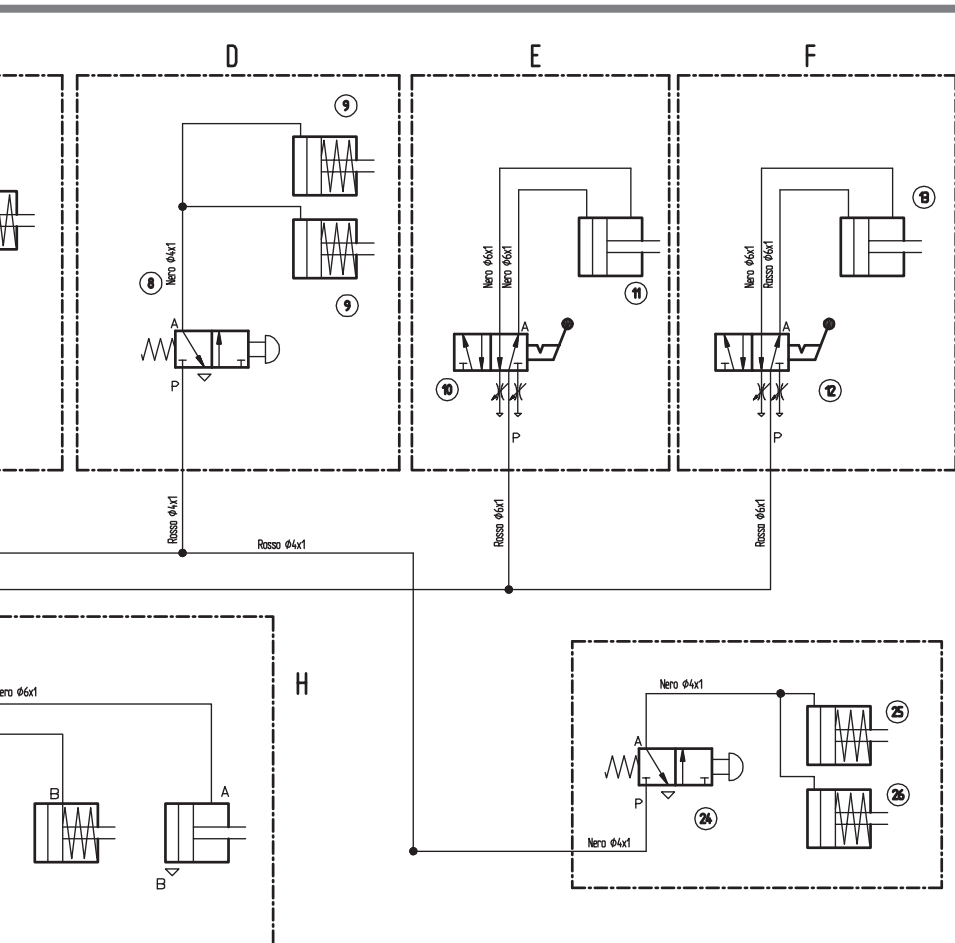 D
E
F
9
9
8
Nero Φ4x1
A
P
Rosso Φ4x1
Rosso Φ4x1
Nero Φ6x1
Nero Φ6x1
11
A
10
P
Rosso Φ6x1
13
Nero Φ6x1
Rosso Φ6x1
A
12
P
Rosso Φ6x1
H
ero Φ6x1
B
A
B
Nero Φ4x1
A
P
24
25
26
Nero Φ4x1